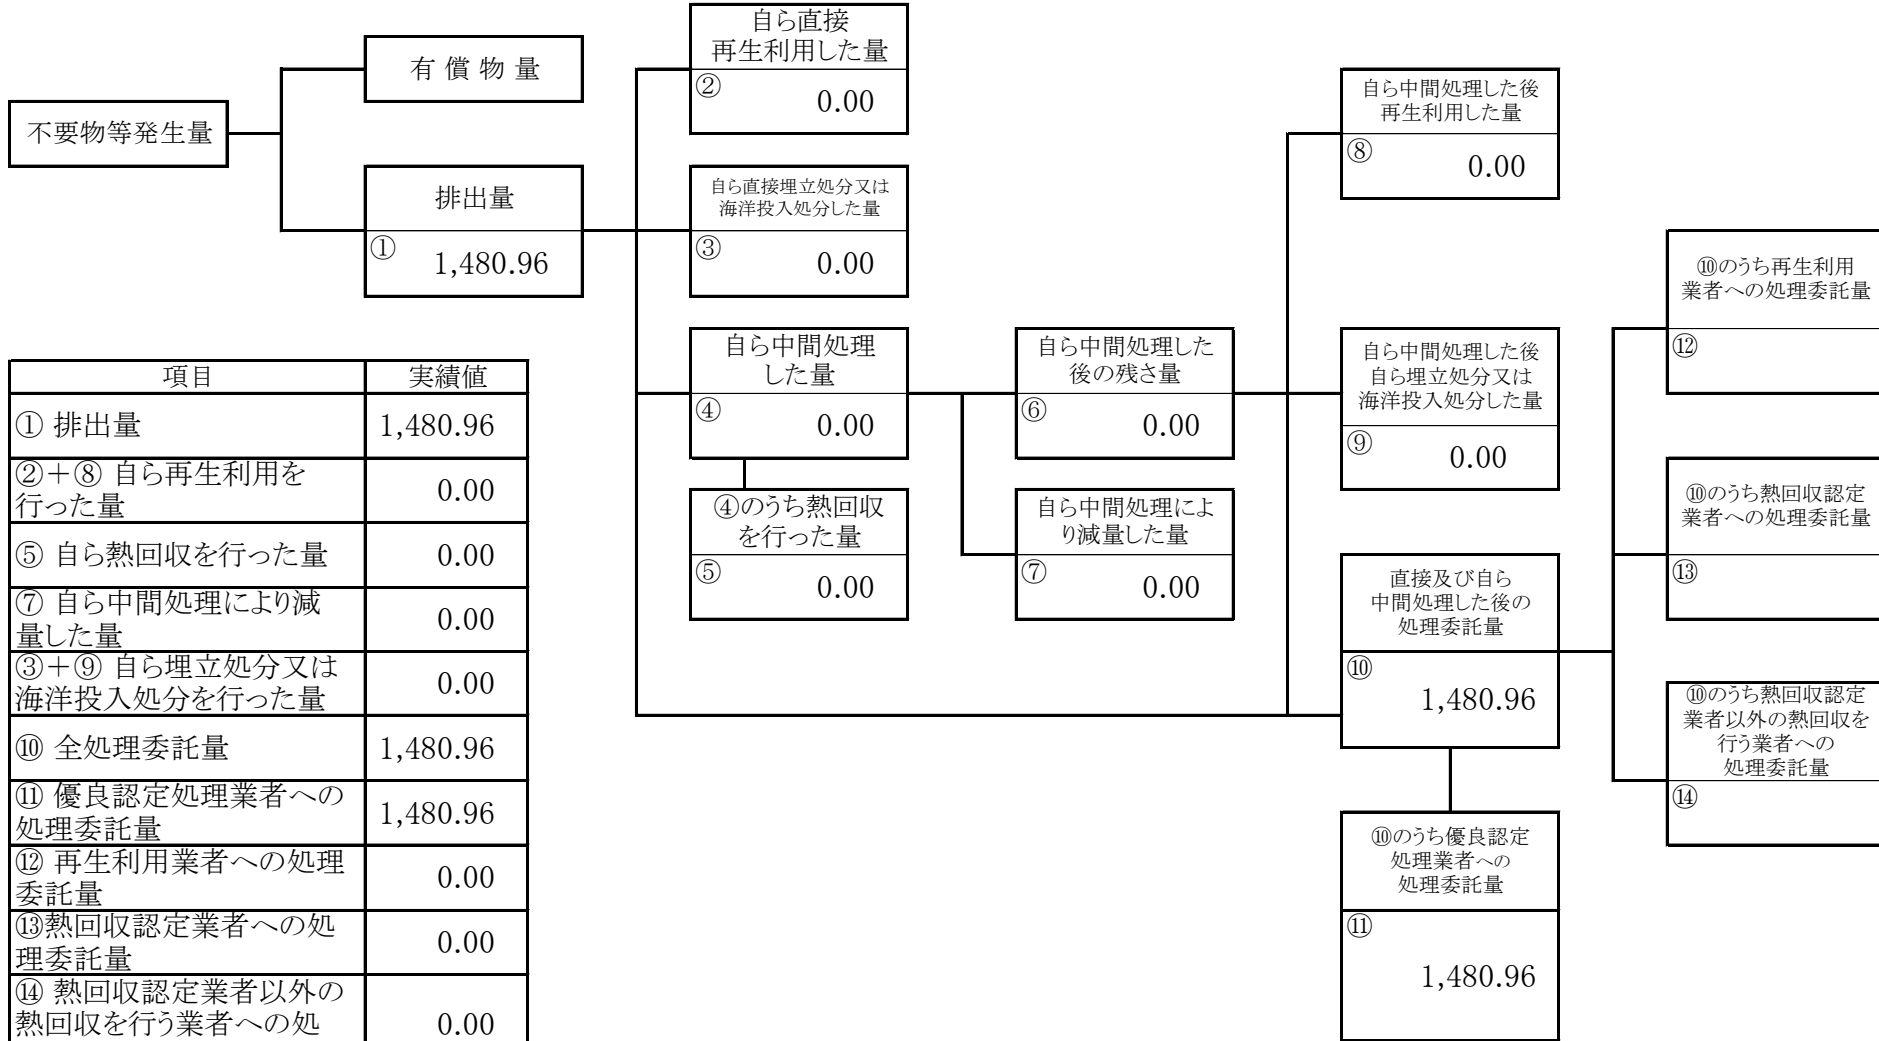 不要物等発生量
有 償 物 量
排出量
①
1,480.96
自ら直接
再生利用した量
②
0.00
自ら直接埋立処分又は
海洋投入処分した量
③
0.00
自ら中間処理
した量
④
0.00
④のうち熱回収
を行った量
⑤
0.00
自ら中間処理した
後の残さ量
⑥
0.00
自ら中間処理によ
り減量した量
⑦
0.00
自ら中間処理した後
再生利用した量
⑧
0.00
自ら中間処理した後
自ら埋立処分又は
海洋投入処分した量
⑨
0.00
直接及び自ら
中間処理した後の
処理委託量
⑩
1,480.96
⑩のうち優良認定
処理業者への
処理委託量
⑪
1,480.96
⑩のうち再生利用
業者への処理委託量
⑫
⑩のうち熱回収認定
業者への処理委託量
⑬
⑩のうち熱回収認定
業者以外の熱回収を
行う業者への
処理委託量
⑭
項目 実績値
① 排出量 1,480.96
②＋⑧ 自ら再生利用を
行った量 0.00
⑤ 自ら熱回収を行った量 0.00
⑦ 自ら中間処理により減
量した量 0.00
③＋⑨ 自ら埋立処分又は
海洋投入処分を行った量 0.00
⑩ 全処理委託量 1,480.96
⑪ 優良認定処理業者への
処理委託量 1,480.96
⑫ 再生利用業者への処理
委託量 0.00
⑬熱回収認定業者への処
理委託量 0.00
⑭ 熱回収認定業者以外の
熱回収を行う業者への処 0.00